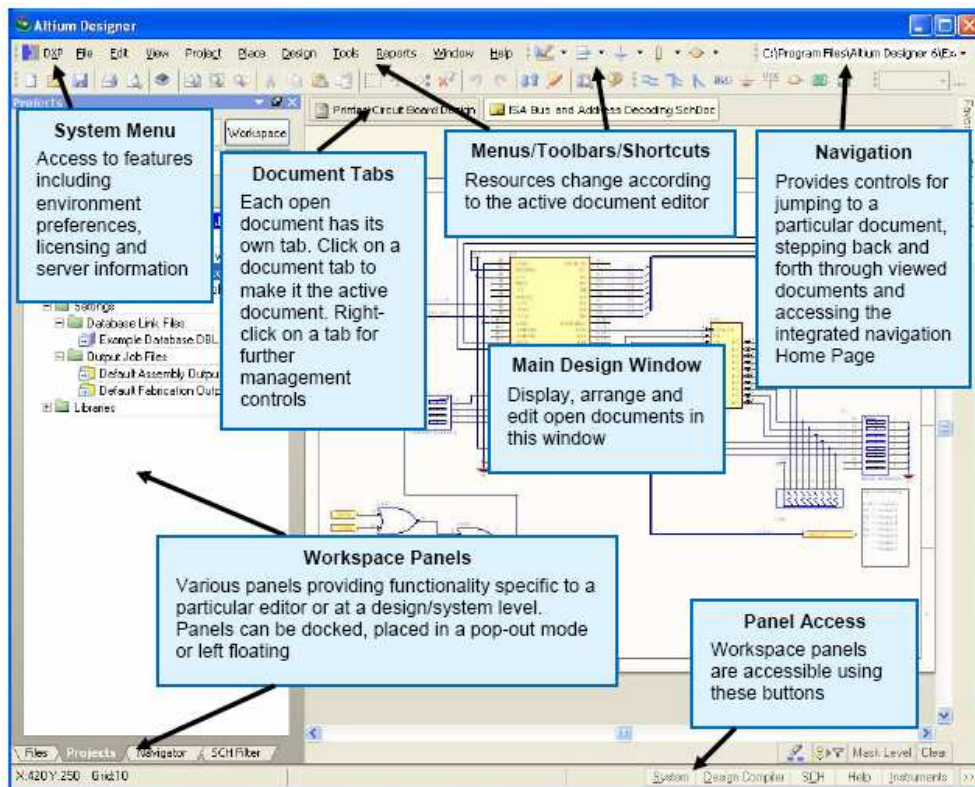 Altium Designer
DXP File Edit View Project Place Design Tools Reports Window Help C:\Program Files\Altium Designer 6\Exa
Projects
Workspace
Printed Circuit Board Design
ISA Bus and Address Decoding.SchDoc
System Menu
Access to features
including
environment
preferences,
licensing and
server information
Document Tabs
Each open
document has its
own tab. Click on a
document tab to
make it the active
document. Right-
click on a tab for
further
management
controls
Menus/Toolbars/Shortcuts
Resources change according
to the active document editor
Navigation
Provides controls for
jumping to a
particular document,
stepping back and
forth through viewed
documents and
accessing the
integrated navigation
Home Page
Settings
Database Link Files
Example Database.DBL
Output Job Files
Default Assembly Outpu
Default Fabrication Outp
Libraries
Main Design Window
Display, arrange and
edit open documents in
this window
Workspace Panels
Various panels providing functionality specific to a
particular editor or at a design/system level.
Panels can be docked, placed in a pop-out mode
or left floating
Panel Access
Workspace panels
are accessible using
these buttons
Files Projects Navigator SCH Filter
Mask Level Clear
X:420 Y:250 Grid:10
System Design Compiler SCH Help Instruments >>